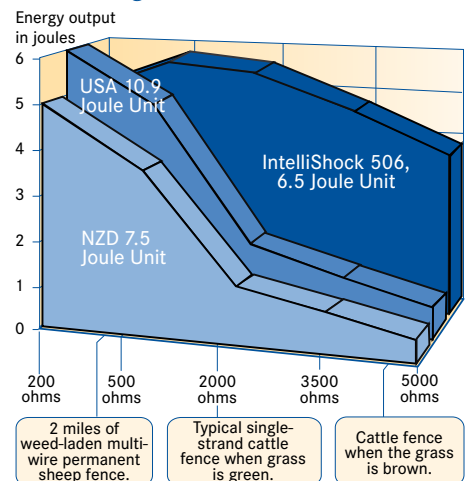 Energy output
in joules
6
5
4
3
2
1
0
USA 10.9
Joule Unit
IntelliShock 506,
6.5 Joule Unit
NZD 7.5
Joule Unit
200
ohms
500
ohms
2000
ohms
3500
ohms
5000
ohms
2 miles of
weed-laden multi-
wire permanent
sheep fence.
Typical single-
strand cattle
fence when grass
is green.
Cattle fence
when the grass
is brown.